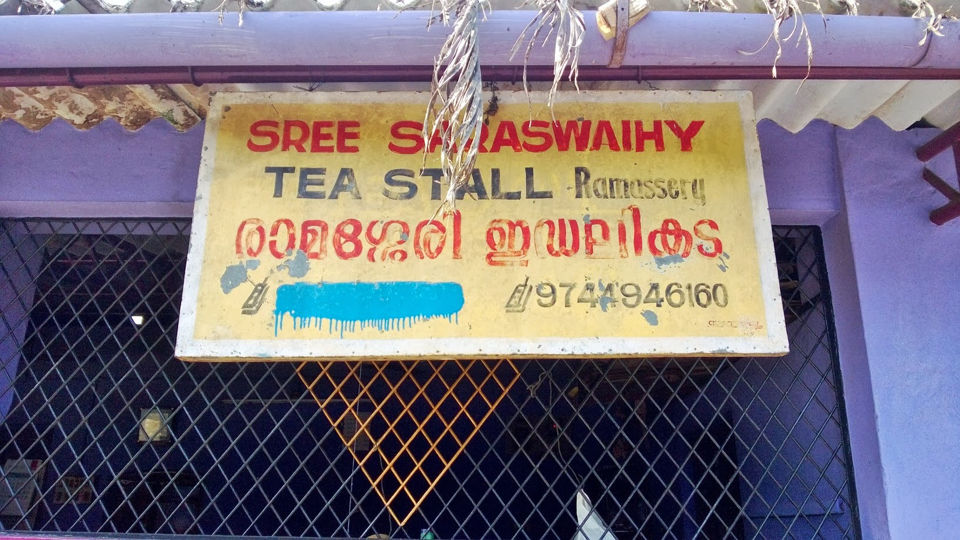 SREE SARASWAIHY
TEA STALL Ramassery
രാമശ്ശേരി ഇഡലികട
9744946160